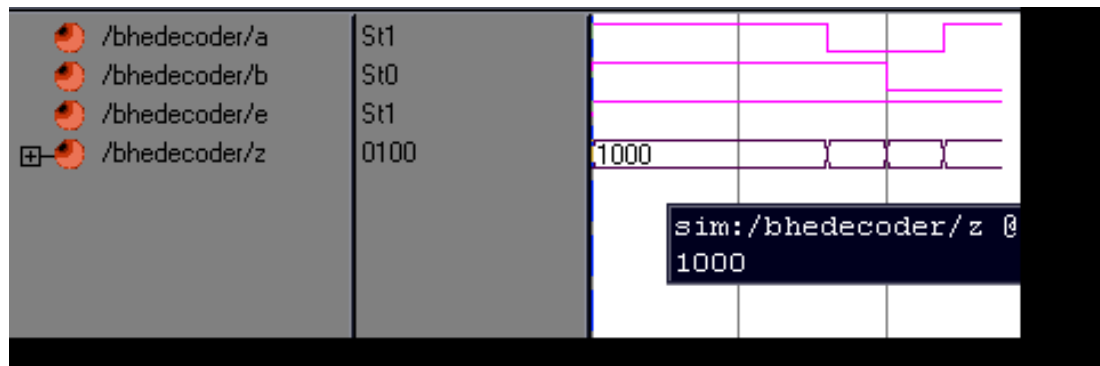 /bhedecoder/a St1
/bhedecoder/b St0
/bhedecoder/e St1
/bhedecoder/z 0100 1000
sim:/bhedecoder/z @
1000